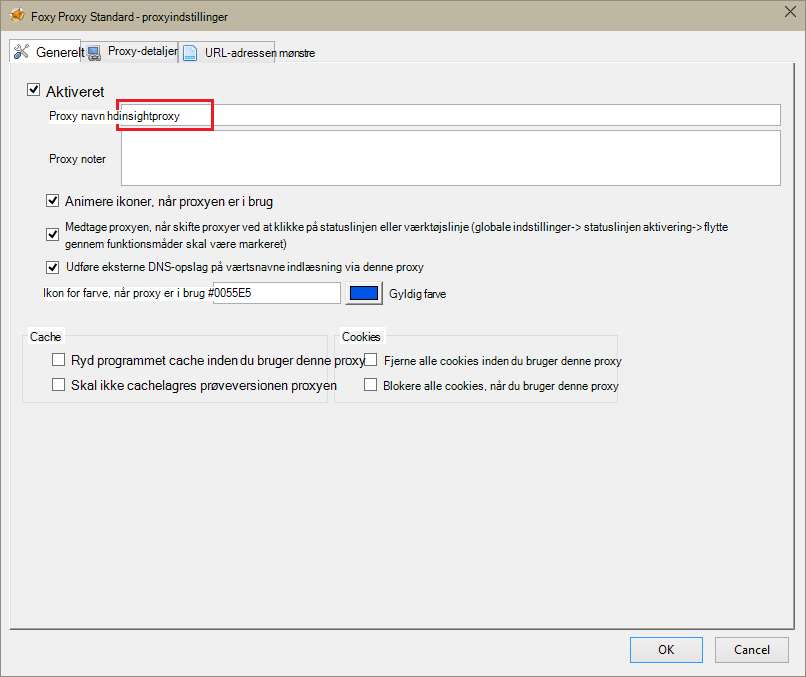 Foxy Proxy Standard - proxyindstillinger
Generelt Proxy-detaljer URL-adressen mønstre
Aktiveret
Proxy navn hdinsightproxy
Proxy noter
Animere ikoner, når proxyen er i brug
Medtage proxyen, når skifte proxyer ved at klikke på statuslinjen eller værktøjslinje (globale indstillinger-> statuslinjen aktivering-> flytte
gennem funktionsmåder skal være markeret)
Udføre eksterne DNS-opslag på værtsnavne indlæsning via denne proxy
Ikon for farve, når proxy er i brug #0055E5 Gyldig farve
Cache
Ryd programmet cache inden du bruger denne proxy
Skal ikke cachelagres prøveversionen proxyen
Cookies
Fjerne alle cookies inden du bruger denne proxy
Blokere alle cookies, når du bruger denne proxy
OK Cancel